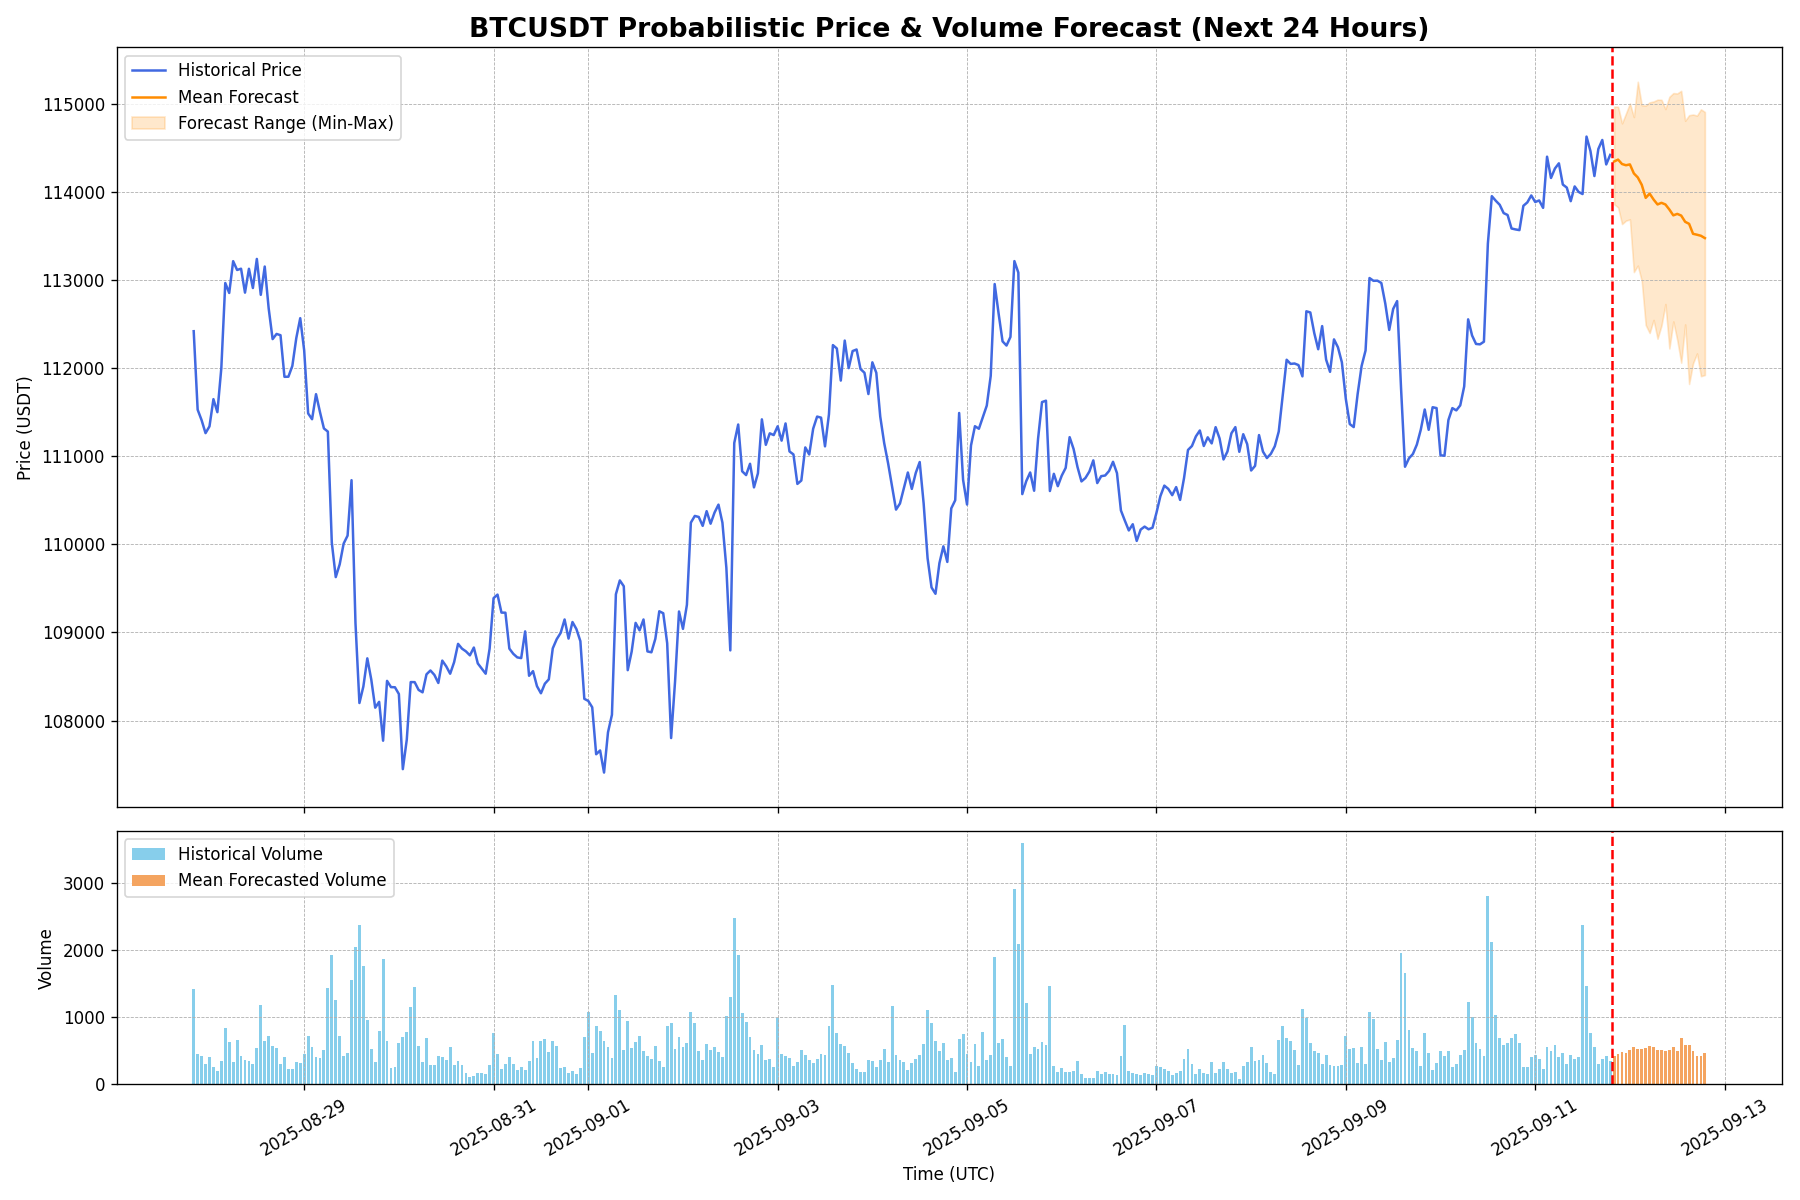 BTCUSDT Probabilistic Price & Volume Forecast (Next 24 Hours)
Historical Price
Mean Forecast
Forecast Range (Min-Max)
115000
114000
113000
112000
111000
110000
109000
108000
Price (USDT)
Historical Volume
Mean Forecasted Volume
3000
2000
1000
0
Volume
2025-08-29
2025-08-31
2025-09-01
2025-09-03
2025-09-05
2025-09-07
2025-09-09
2025-09-11
2025-09-13
Time (UTC)